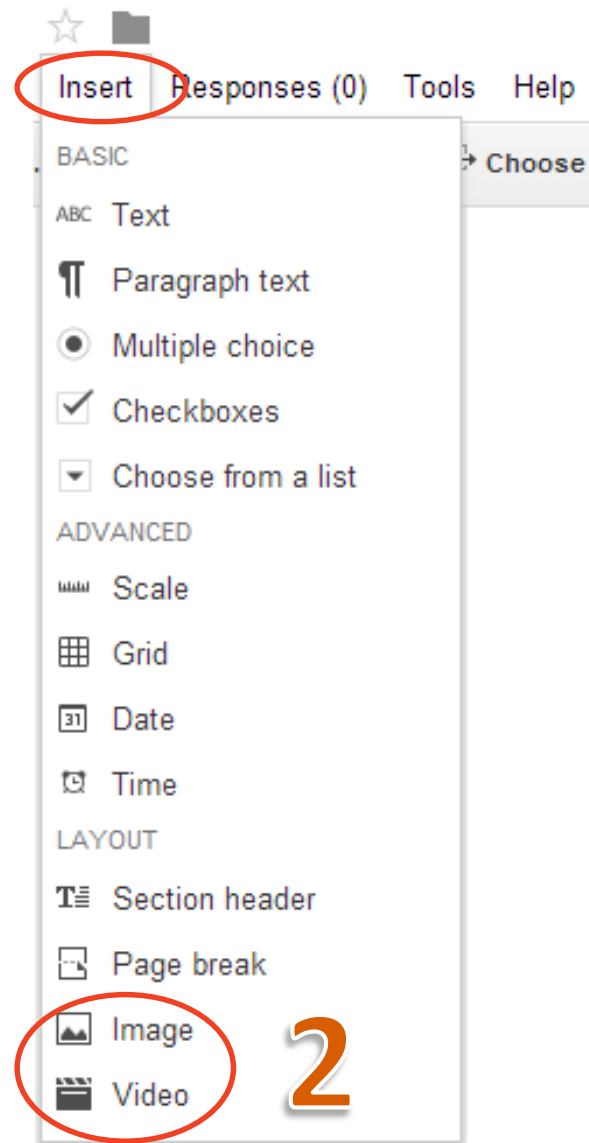 Insert Responses (0) Tools Help
BASIC
Choose
ABC Text
Paragraph text
Multiple choice
Checkboxes
Choose from a list
ADVANCED
Scale
Grid
31 Date
Time
LAYOUT
Section header
Page break
Image
Video
2